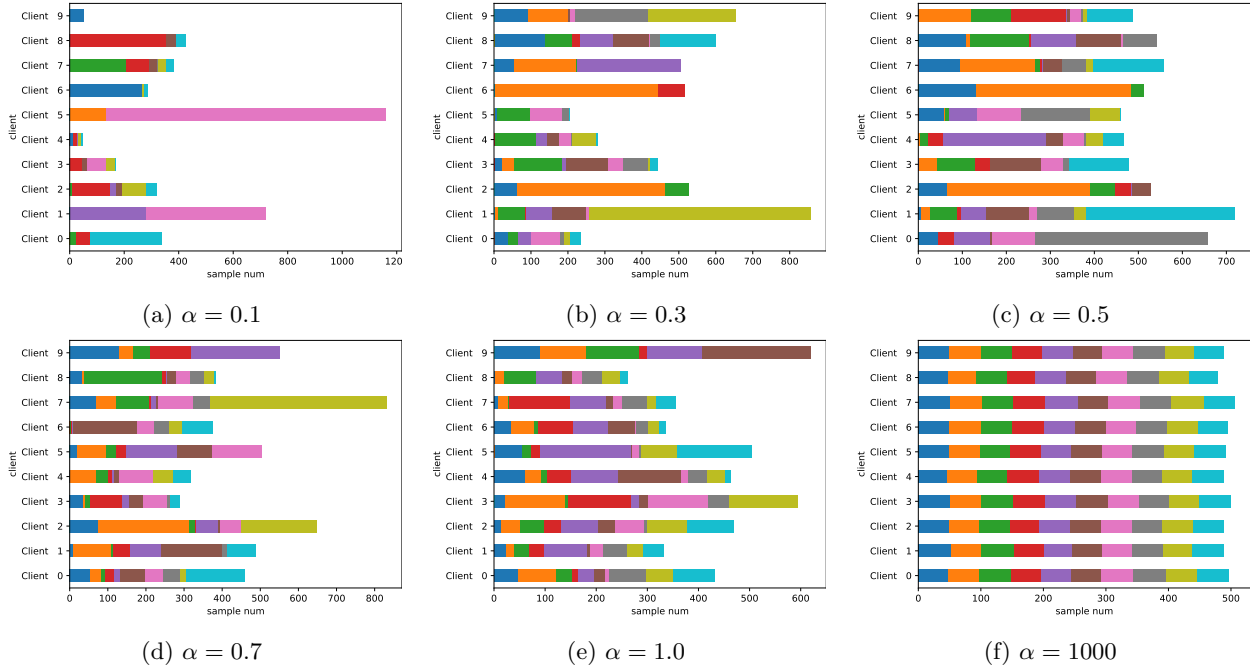 Client 9
Client 8
Client 7
Client 6
Client 5
Client 4
Client 3
Client 2
Client 1
Client 0
client
0 200 400 600 800 1000 120
sample num
(a) α = 0.1
Client 9
Client 8
Client 7
Client 6
Client 5
Client 4
Client 3
Client 2
Client 1
Client 0
client
0 100 200 300 400 500 600 700 800
sample num
(b) α = 0.3
Client 9
Client 8
Client 7
Client 6
Client 5
Client 4
Client 3
Client 2
Client 1
Client 0
client
0 100 200 300 400 500 600 700
sample num
(c) α = 0.5
Client 9
Client 8
Client 7
Client 6
Client 5
Client 4
Client 3
Client 2
Client 1
Client 0
client
0 100 200 300 400 500 600 700 800
sample num
(d) α = 0.7
Client 9
Client 8
Client 7
Client 6
Client 5
Client 4
Client 3
Client 2
Client 1
Client 0
client
0 100 200 300 400 500 600
sample num
(e) α = 1.0
Client 9
Client 8
Client 7
Client 6
Client 5
Client 4
Client 3
Client 2
Client 1
Client 0
client
0 100 200 300 400 500
sample num
(f) α = 1000